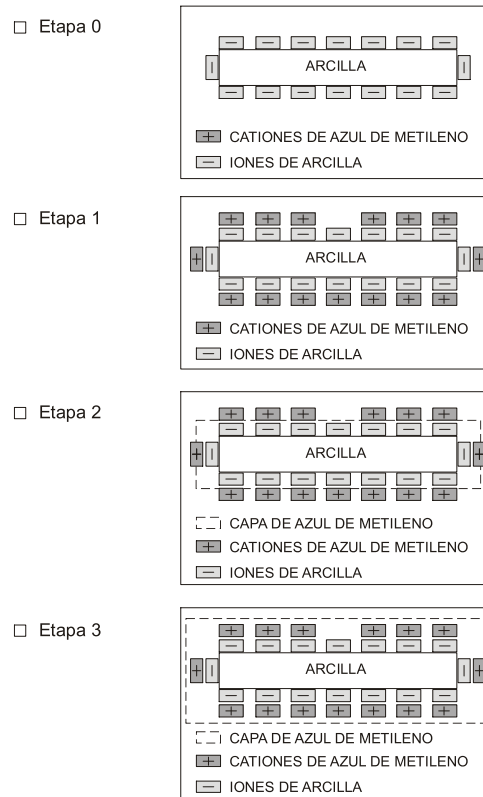 □ Etapa 0
ARCILLA
+ CATIONES DE AZUL DE METILENO
− IONES DE ARCILLA
□ Etapa 1
ARCILLA
+ CATIONES DE AZUL DE METILENO
− IONES DE ARCILLA
□ Etapa 2
ARCILLA
CAPA DE AZUL DE METILENO
+ CATIONES DE AZUL DE METILENO
− IONES DE ARCILLA
□ Etapa 3
ARCILLA
CAPA DE AZUL DE METILENO
+ CATIONES DE AZUL DE METILENO
− IONES DE ARCILLA